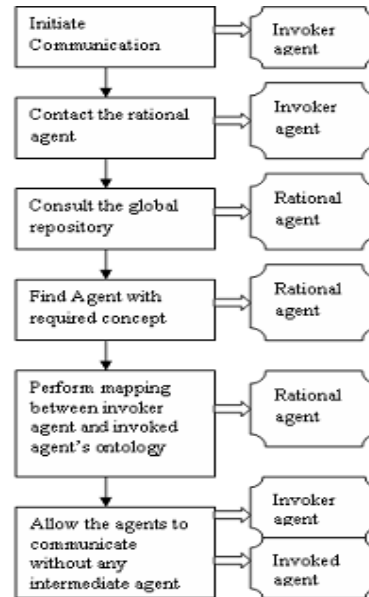 Initiate
Communication
Invoker
agent
Contact the rational
agent
Invoker
agent
Consult the global
repository
Rational
agent
Find Agent with
required concept
Rational
agent
Perform mapping
between invoker
agent and invoked
agent's ontology
Rational
agent
Allow the agents to
communicate
without any
intermediate agent
Invoker
agent
Invoked
agent